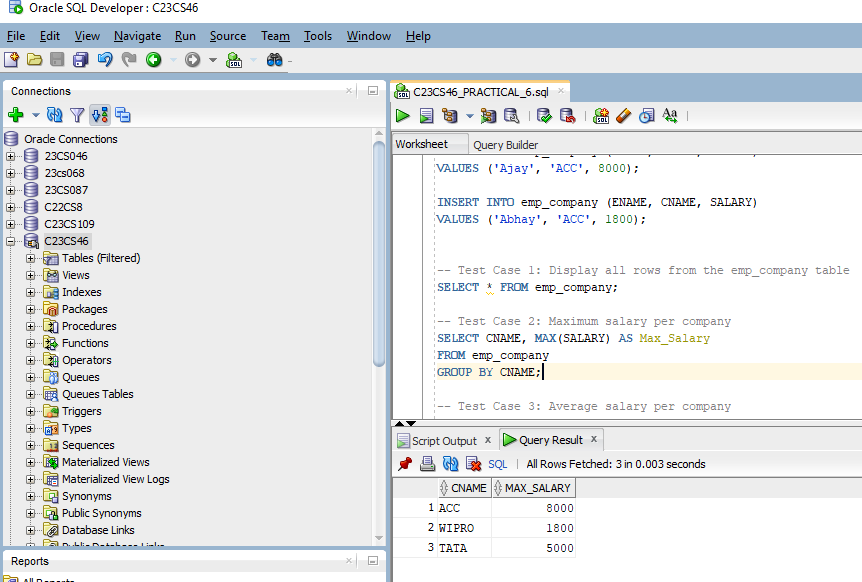 Oracle SQL Developer : C23CS46
File Edit View Navigate Run Source Team Tools Window Help
SQL
Connections
Oracle Connections
23CS046
23cs068
23CS087
C22CS8
C23CS109
C23CS46
Tables (Filtered)
Views
Indexes
Packages
Procedures
Functions
Operators
Queues
Queues Tables
Triggers
Types
Sequences
Materialized Views
Materialized View Logs
Synonyms
Public Synonyms
Database Links
Public Database Links
Reports
All Reports
C23CS46_PRACTICAL_6.sql
Worksheet Query Builder
VALUES ('Ajay', 'ACC', 8000);
INSERT INTO emp_company (ENAME, CNAME, SALARY)
VALUES ('Abhay', 'ACC', 1800);
-- Test Case 1: Display all rows from the emp_company table
SELECT * FROM emp_company;
-- Test Case 2: Maximum salary per company
SELECT CNAME, MAX(SALARY) AS Max_Salary
FROM emp_company
GROUP BY CNAME;
-- Test Case 3: Average salary per company
Script Output x Query Result x
SQL | All Rows Fetched: 3 in 0.003 seconds
CNAME MAX_SALARY
1 ACC 8000
2 WIPRO 1800
3 TATA 5000